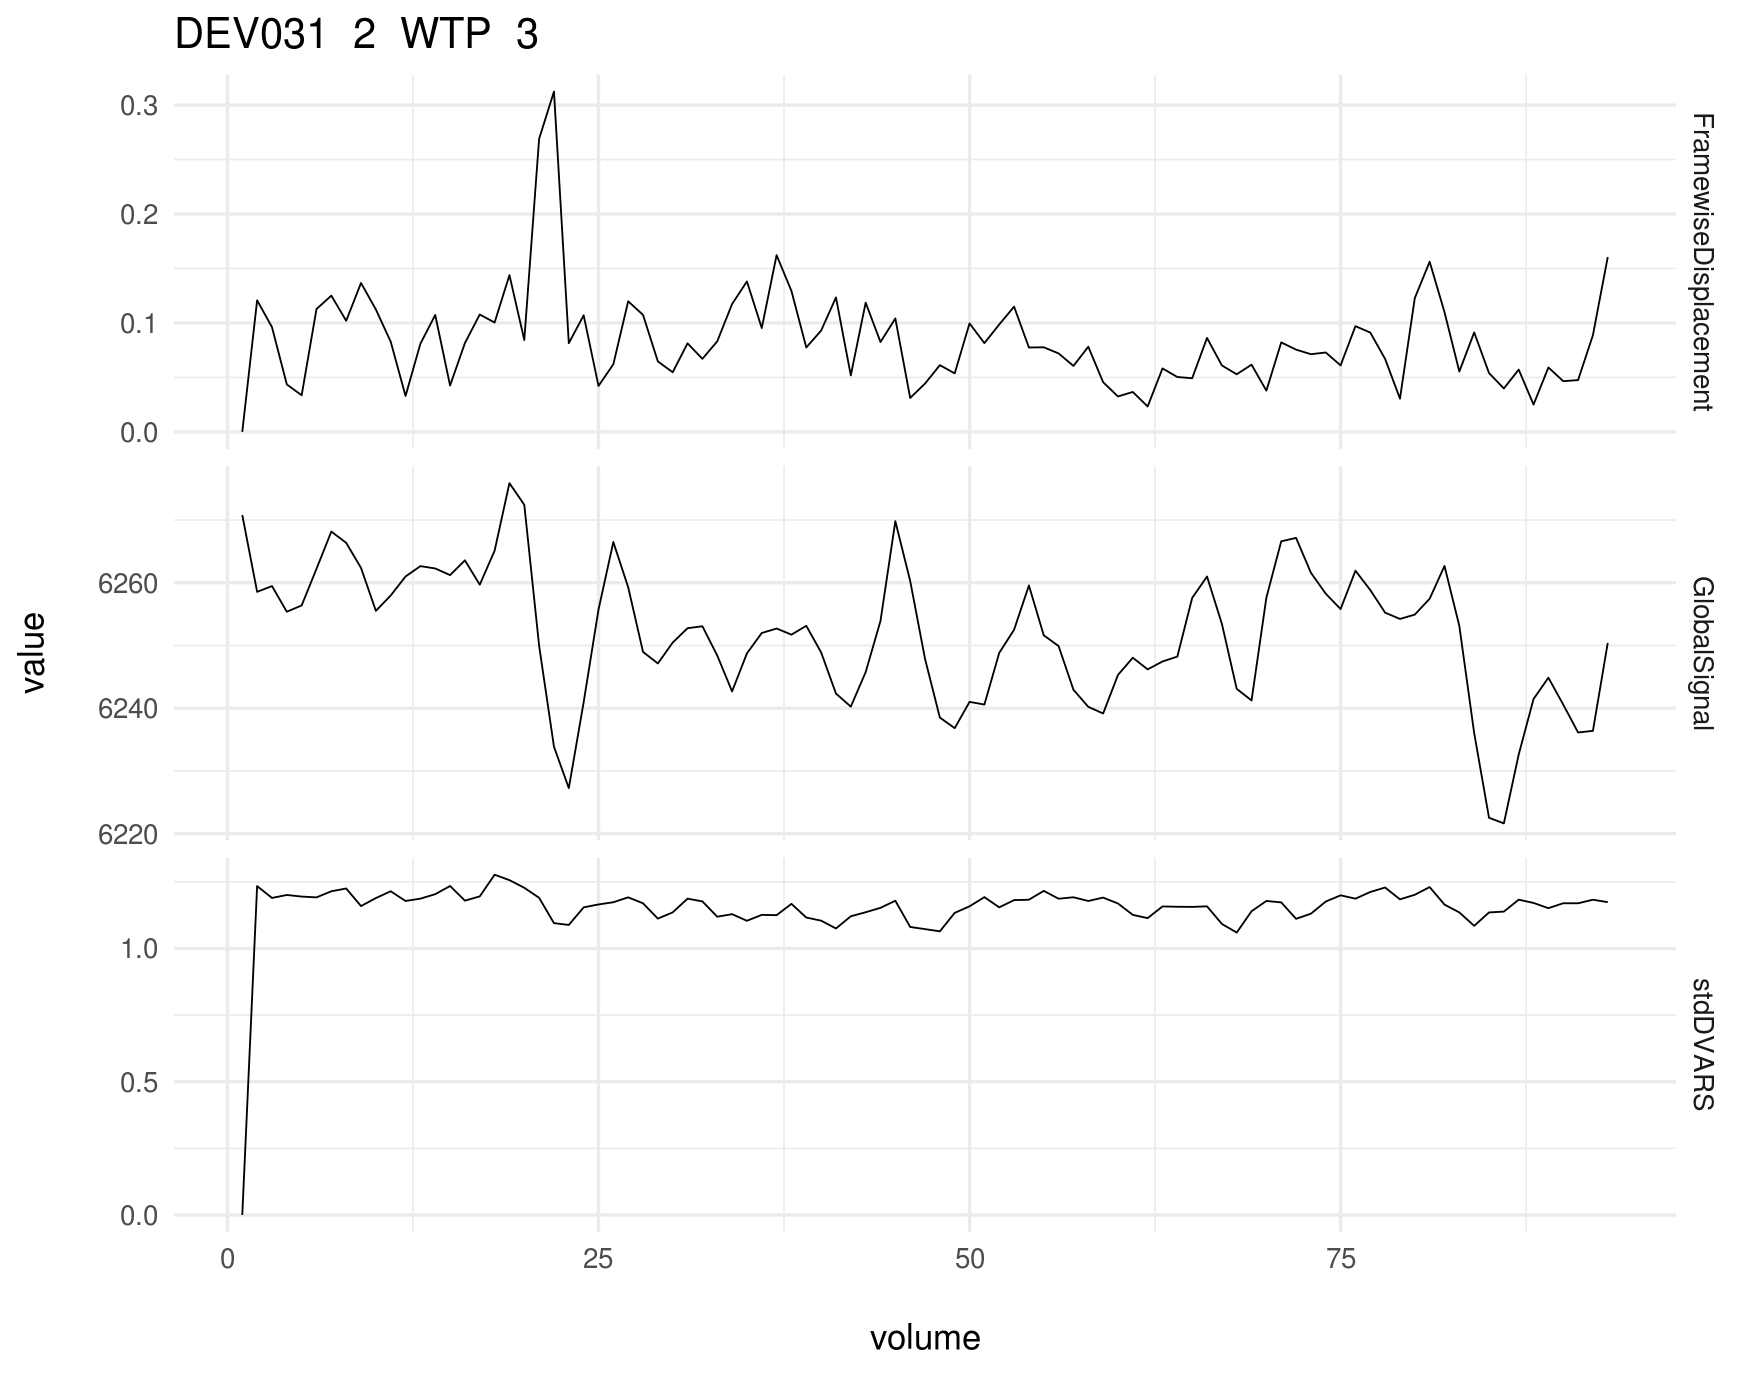 DEV031 2 WTP 3
0.3
0.2
0.1
0.0
FramewiseDisplacement
6260
6240
6220
GlobalSignal
1.0
0.5
0.0
stdDVARS
value
0 25 50 75
volume